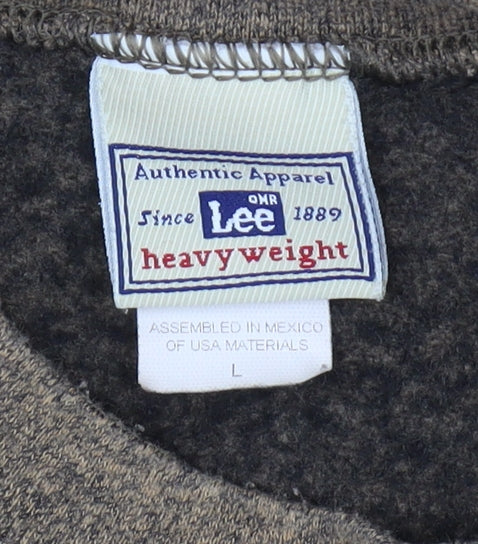 Authentic Apparel
Since Lee QMR 1889
heavyweight
ASSEMBLED IN MEXICO
OF USA MATERIALS
L